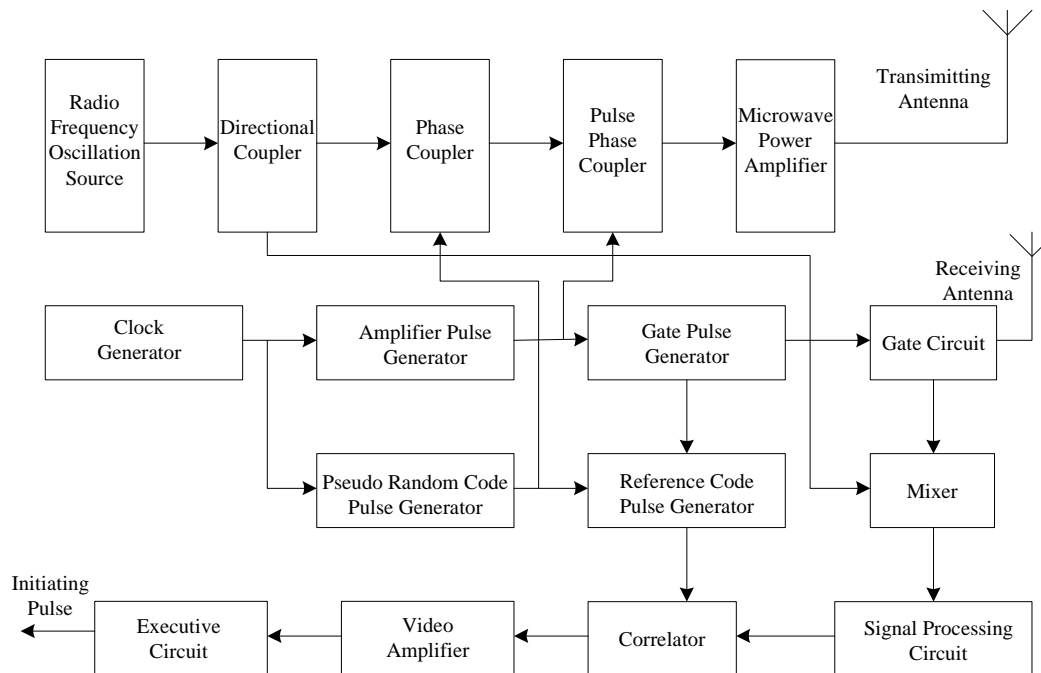 Radio
Frequency
Oscillation
Source
Directional
Coupler
Phase
Coupler
Pulse
Phase
Coupler
Microwave
Power
Amplifier
Transimitting
Antenna
Clock
Generator
Amplifier Pulse
Generator
Gate Pulse
Generator
Gate Circuit
Receiving
Antenna
Pseudo Random Code
Pulse Generator
Reference Code
Pulse Generator
Mixer
Initiating
Pulse
Executive
Circuit
Video
Amplifier
Correlator
Signal Processing
Circuit